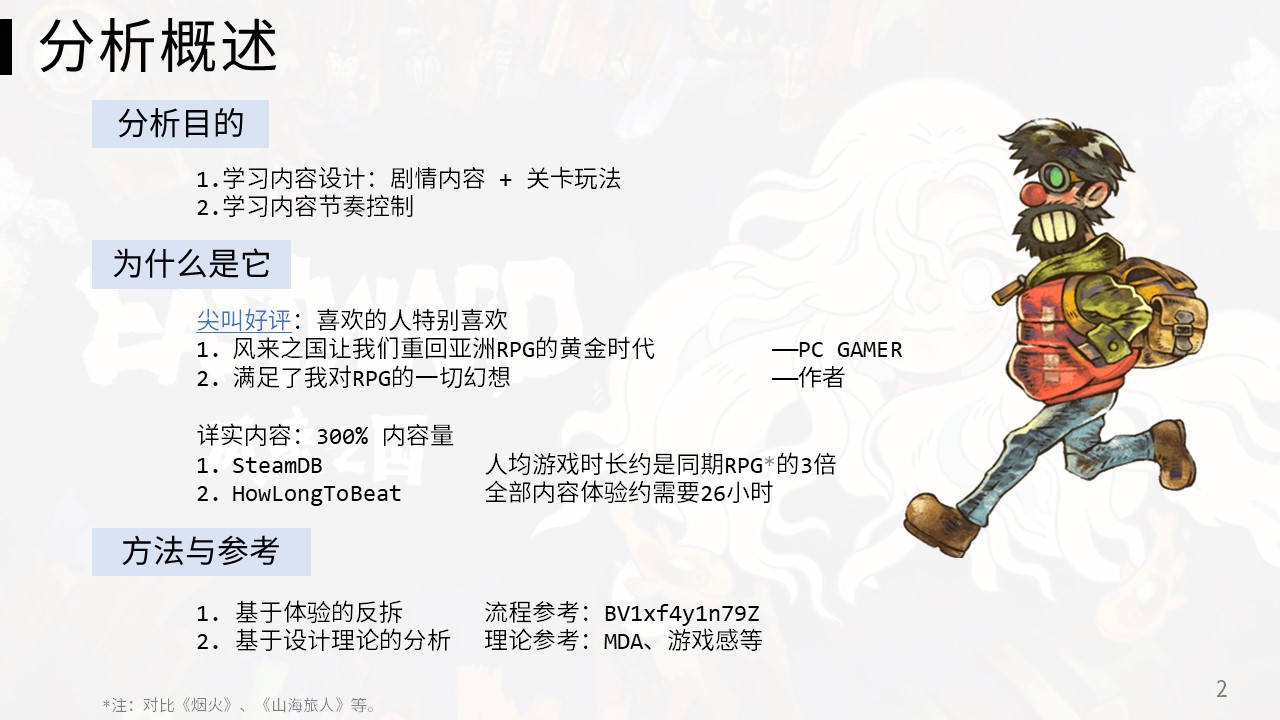 分析概述
分析目的
1.学习内容设计：剧情内容 + 关卡玩法
2.学习内容节奏控制
为什么是它
尖叫好评：喜欢的人特别喜欢
1. 风来之国让我们重回亚洲RPG的黄金时代 ——PC GAMER
2. 满足了我对RPG的一切幻想 ——作者
详实内容：300% 内容量
1. SteamDB 人均游戏时长约是同期RPG*的3倍
2. HowLongToBeat 全部内容体验约需要26小时
方法与参考
1. 基于体验的反拆 流程参考：BV1xf4y1n79Z
2. 基于设计理论的分析 理论参考：MDA、游戏感等
*注：对比《烟火》、《山海旅人》等。
2
EASTWARD